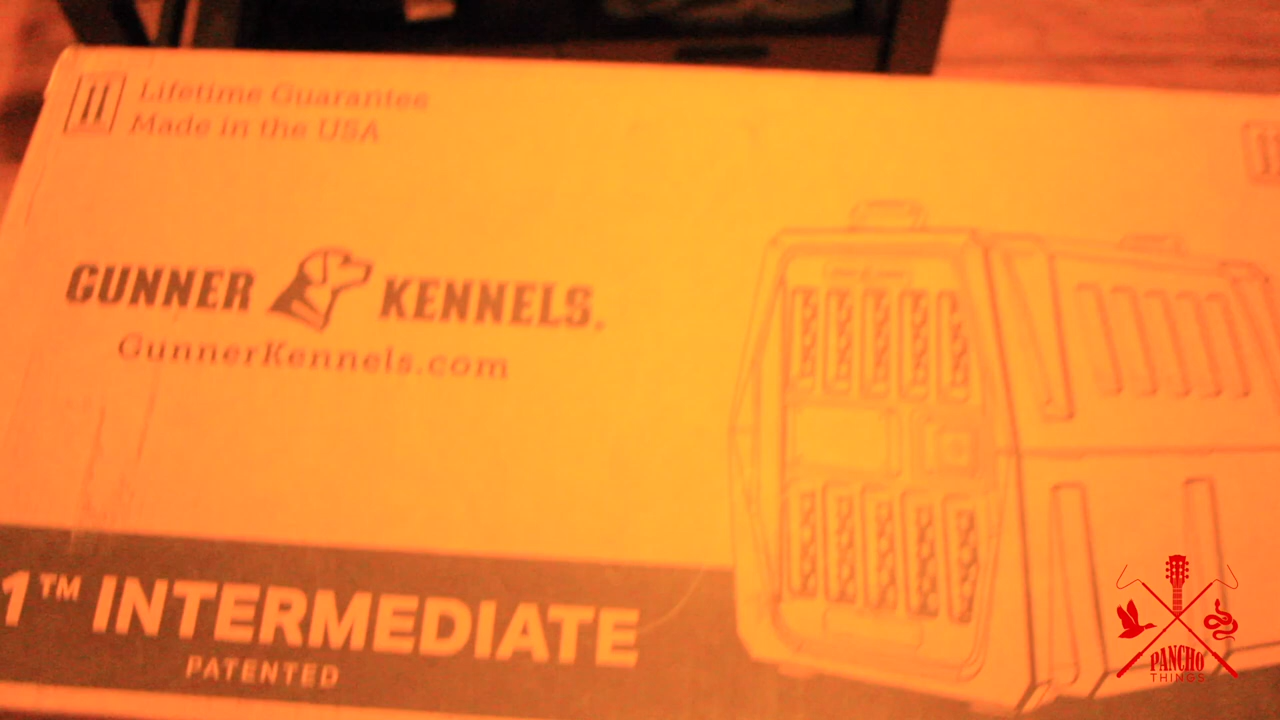 Lifetime Guarantee
Made in the USA
GUNNER KENNELS.
GunnerKennels.com
1™ INTERMEDIATE
PATENTED
PANCHO
THINGS